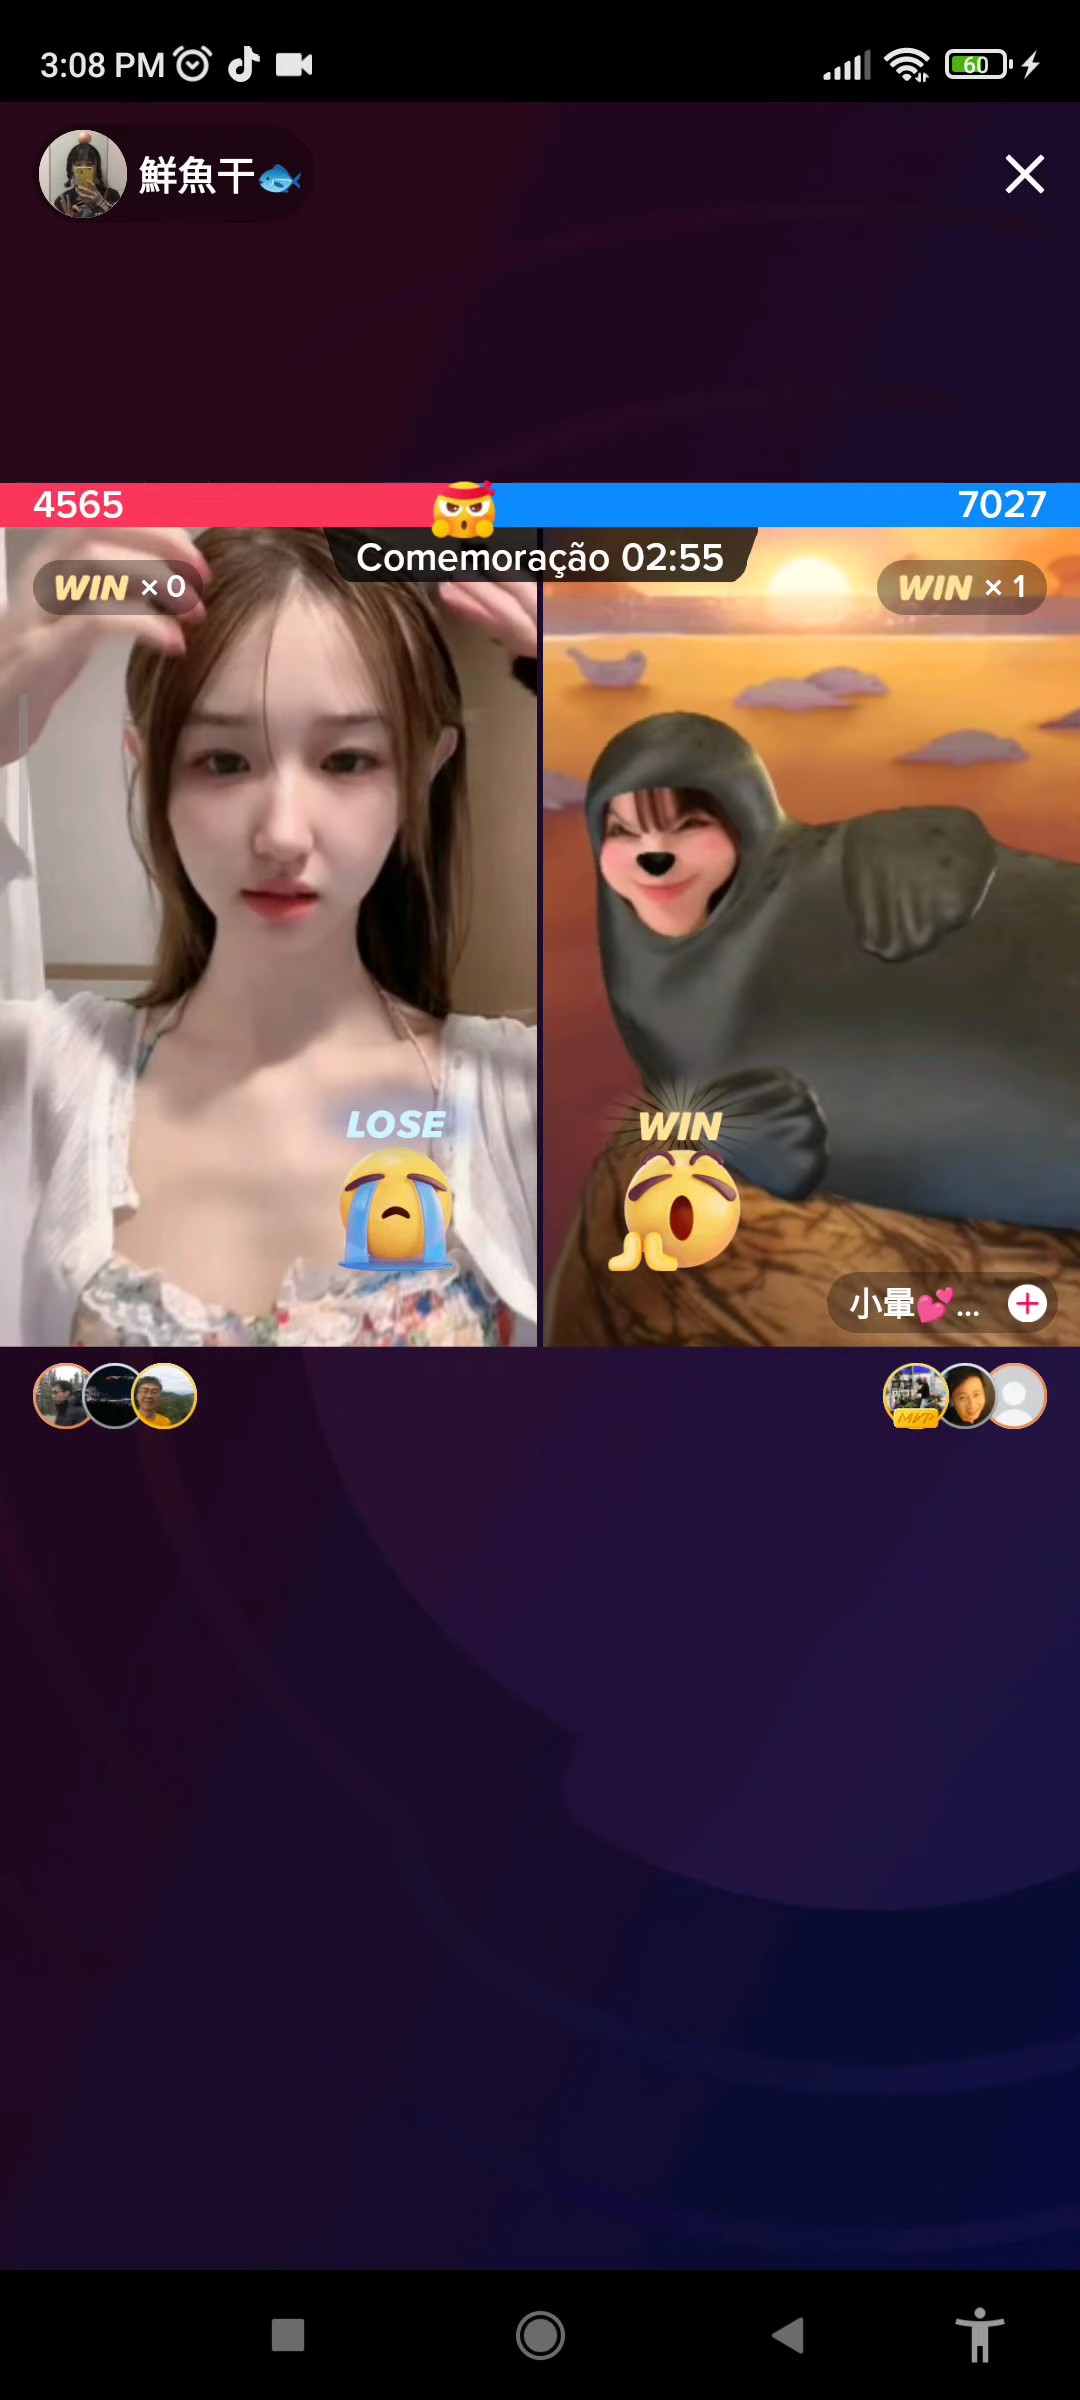 3:08 PM
60
鮮魚干🐟
4565
7027
Comemoração 02:55
WIN × 0
WIN × 1
LOSE
WIN
小暈💕...
MVP